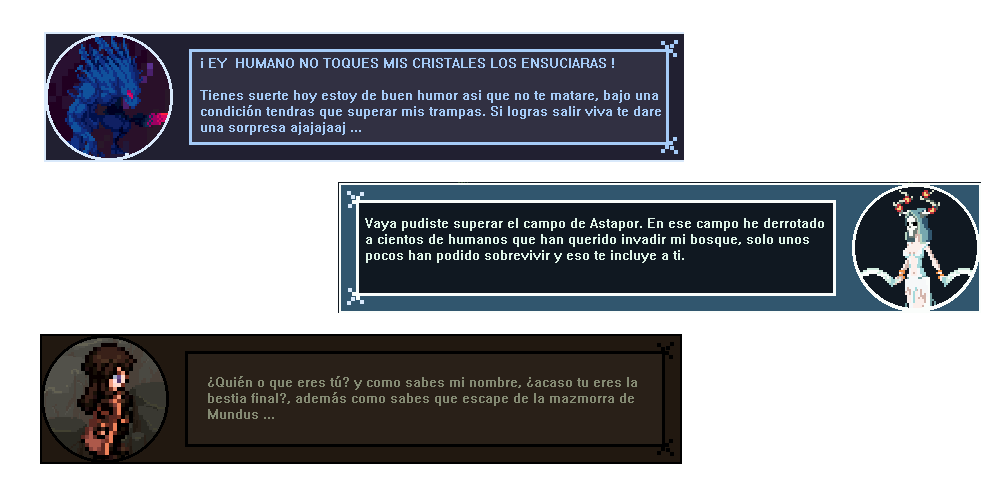 ¡ EY HUMANO NO TOQUES MIS CRISTALES LOS ENSUCIARAS !
Tienes suerte hoy estoy de buen humor asi que no te matare, bajo una
condición tendras que superar mis trampas. Si logras salir viva te dare
una sorpresa ajajajaaj ...
Vaya pudiste superar el campo de Astapor. En ese campo he derrotado
a cientos de humanos que han querido invadir mi bosque, solo unos
pocos han podido sobrevivir y eso te incluye a ti.
¿Quién o que eres tú? y como sabes mi nombre, ¿acaso tu eres la
bestia final?, además como sabes que escape de la mazmorra de
Mundus ...